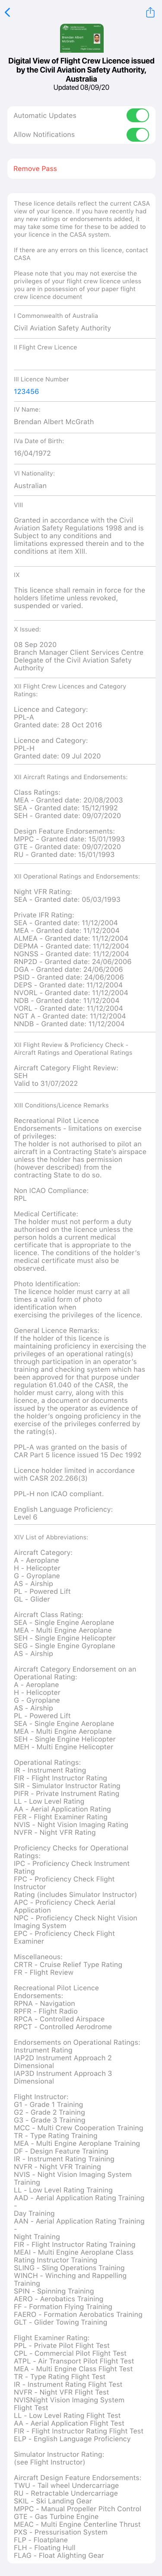 Digital View of Flight Crew Licence issued
by the Civil Aviation Safety Authority,
Australia
Updated 08/09/20
Automatic Updates
Allow Notifications
Remove Pass
These licence details reflect the current CASA
view of your licence. If you have recently had
any new ratings or endorsements added, it
may take some time for these to be added to
your licence in the CASA system.
If there are any errors on this licence, contact
CASA
Please note that you may not exercise the
privileges of your flight crew licence unless
you are in possession of your paper flight
crew licence document
I Commonwealth of Australia
Civil Aviation Safety Authority
II Flight Crew Licence
III Licence Number
123456
IV Name:
Brendan Albert McGrath
IVa Date of Birth:
16/04/1972
VI Nationality:
Australian
VIII
Granted in accordance with the Civil
Aviation Safety Regulations 1998 and is
Subject to any conditions and
limitations expressed therein and to the
conditions at item XIII.
IX
This licence shall remain in force for the
holders lifetime unless revoked,
suspended or varied.
X Issued:
08 Sep 2020
Branch Manager Client Services Centre
Delegate of the Civil Aviation Safety
Authority
XII Flight Crew Licences and Category
Ratings:
Licence and Category:
PPL-A
Granted date: 28 Oct 2016
Licence and Category:
PPL-H
Granted date: 09 Jul 2020
XII Aircraft Ratings and Endorsements:
Class Ratings:
MEA - Granted date: 20/08/2003
SEA - Granted date: 15/12/1992
SEH - Granted date: 09/07/2020
Design Feature Endorsements:
MPPC - Granted date: 15/01/1993
GTE - Granted date: 09/07/2020
RU - Granted date: 15/01/1993
XII Operational Ratings and Endorsements:
Night VFR Rating:
SEA - Granted date: 05/03/1993
Private IFR Rating:
SEA - Granted date: 11/12/2004
MEA - Granted date: 11/12/2004
ALMEA - Granted date: 11/12/2004
DEPMA - Granted date: 11/12/2004
NGNSS - Granted date: 11/12/2004
RNP2D - Granted date: 24/06/2006
DGA - Granted date: 24/06/2006
PSID - Granted date: 24/06/2006
DEPS - Granted date: 11/12/2004
NVORL - Granted date: 11/12/2004
NDB - Granted date: 11/12/2004
VORL - Granted date: 11/12/2004
NGT A - Granted date: 11/12/2004
NNDB - Granted date: 11/12/2004
XII Flight Review & Proficiency Check -
Aircraft Ratings and Operational Ratings
Aircraft Category Flight Review:
SEH
Valid to 31/07/2022
XIII Conditions/Licence Remarks
Recreational Pilot Licence
Endorsements - limitations on exercise
of privileges:
The holder is not authorised to pilot an
aircraft in a Contracting State's airspace
unless the holder has permission
(however described) from the
contracting State to do so.
Non ICAO Compliance:
RPL
Medical Certificate:
The holder must not perform a duty
authorised on the licence unless the
person holds a current medical
certificate that is appropriate to the
licence. The conditions of the holder's
medical certificate must also be
observed.
Photo Identification:
The licence holder must carry at all
times a valid form of photo
identification when
exercising the privileges of the licence.
General Licence Remarks:
If the holder of this licence is
maintaining proficiency in exercising the
privileges of an operational rating(s)
through participation in an operator's
training and checking system which has
been approved for that purpose under
regulation 61.040 of the CASR, the
holder must carry, along with this
licence, a document or documents
issued by the operator as evidence of
the holder's ongoing proficiency in the
exercise of the privileges conferred by
the rating(s).
PPL-A was granted on the basis of
CAR Part 5 licence issued 15 Dec 1992
Licence holder limited in accordance
with CASR 202.266(3)
PPL-H non ICAO compliant.
English Language Proficiency:
Level 6
XIV List of Abbreviations:
Aircraft Category:
A - Aeroplane
H - Helicopter
G - Gyroplane
AS - Airship
PL - Powered Lift
GL - Glider
Aircraft Class Rating:
SEA - Single Engine Aeroplane
MEA - Multi Engine Aeroplane
SEH - Single Engine Helicopter
SEG - Single Engine Gyroplane
AS - Airship
Aircraft Category Endorsement on an
Operational Rating:
A - Aeroplane
H - Helicopter
G - Gyroplane
AS - Airship
PL - Powered Lift
SEA - Single Engine Aeroplane
MEA - Multi Engine Aeroplane
SEH - Single Engine Helicopter
MEH - Multi Engine Helicopter
Operational Ratings:
IR - Instrument Rating
FIR - Flight Instructor Rating
SIR - Simulator Instructor Rating
PIFR - Private Instrument Rating
LL - Low Level Rating
AA - Aerial Application Rating
FER - Flight Examiner Rating
NVIS - Night Vision Imaging Rating
NVFR - Night VFR Rating
Proficiency Checks for Operational
Ratings:
IPC - Proficiency Check Instrument
Rating
FPC - Proficiency Check Flight
Instructor
Rating (includes Simulator Instructor)
APC - Proficiency Check Aerial
Application
NPC - Proficiency Check Night Vision
Imaging System
EPC - Proficiency Check Flight
Examiner
Miscellaneous:
CRTR - Cruise Relief Type Rating
FR - Flight Review
Recreational Pilot Licence
Endorsements:
RPNA - Navigation
RPFR - Flight Radio
RPCA - Controlled Airspace
RPCT - Controlled Aerodrome
Endorsements on Operational Ratings:
Instrument Rating
IAP2D Instrument Approach 2
Dimensional
IAP3D Instrument Approach 3
Dimensional
Flight Instructor:
G1 - Grade 1 Training
G2 - Grade 2 Training
G3 - Grade 3 Training
MCC - Multi Crew Cooperation Training
TR - Type Rating Training
MEA - Multi Engine Aeroplane Training
DF - Design Feature Training
IR - Instrument Rating Training
NVFR - Night VFR Training
NVIS - Night Vision Imaging System
Training
LL - Low Level Rating Training
AAD - Aerial Application Rating Training
-
Day Training
AAN - Aerial Application Rating Training
-
Night Training
FIR - Flight Instructor Rating Training
MEAI - Multi Engine Aeroplane Class
Rating Instructor Training
SLING - Sling Operations Training
WINCH - Winching and Rappelling
Training
SPIN - Spinning Training
AERO - Aerobatics Training
FF - Formation Flying Training
FAERO - Formation Aerobatics Training
GLT - Glider Towing Training
Flight Examiner Rating:
PPL - Private Pilot Flight Test
CPL - Commercial Pilot Flight Test
ATPL - Air Transport Pilot Flight Test
MEA - Multi Engine Class Flight Test
TR - Type Rating Flight Test
IR - Instrument Rating Flight Test
NVFR - Night VFR Flight Test
NVISNight Vision Imaging System
Flight Test
LL - Low Level Rating Flight Test
AA - Aerial Application Flight Test
FIR - Flight Instructor Rating Flight Test
ELP - English Language Proficiency
Simulator Instructor Rating:
(see Flight Instructor)
Aircraft Design Feature Endorsements:
TWU - Tail wheel Undercarriage
RU - Retractable Undercarriage
SKIL - Ski Landing Gear
MPPC - Manual Propeller Pitch Control
GTE - Gas Turbine Engine
MEAC - Multi Engine Centerline Thrust
PXS - Pressurisation System
FLP - Floatplane
FLH - Floating Hull
FLAG - Float Alighting Gear